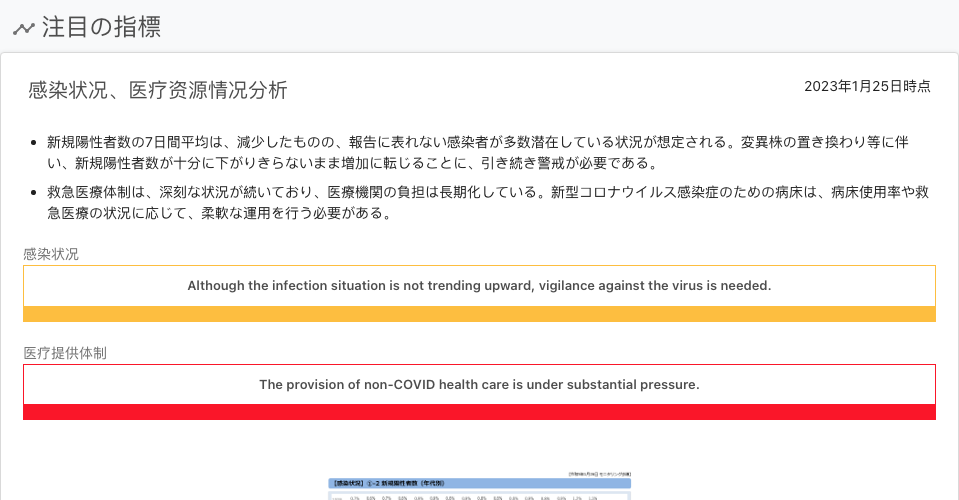 注目の指標
感染状况、医疗资源情况分析
2023年1月25日時点
新規陽性者数の7日間平均は、減少したものの、報告に表れない感染者が多数潜在している状況が想定される。変異株の置き換わり等に伴
い、新規陽性者数が十分に下がりきらないまま増加に転じることに、引き続き警戒が必要である。
救急医療体制は、深刻な状況が続いており、医療機関の負担は長期化している。新型コロナウイルス感染症のための病床は、病床使用率や救
急医療の状況に応じて、柔軟な運用を行う必要がある。
感染状况
Although the infection situation is not trending upward, vigilance against the virus is needed.
医疗提供体制
The provision of non-COVID health care is under substantial pressure.
【感染状況】①-2 新規陽性者数（年代別）